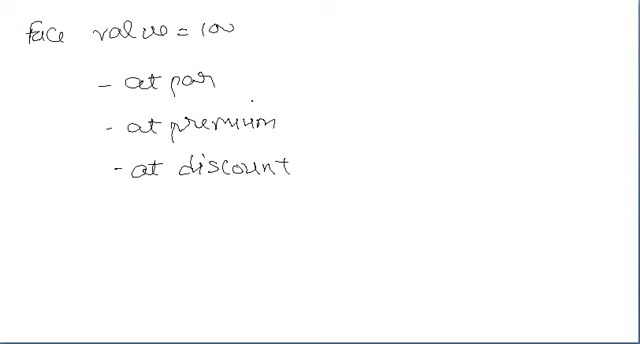 face value = 100
- at par
- at premium
- at discount